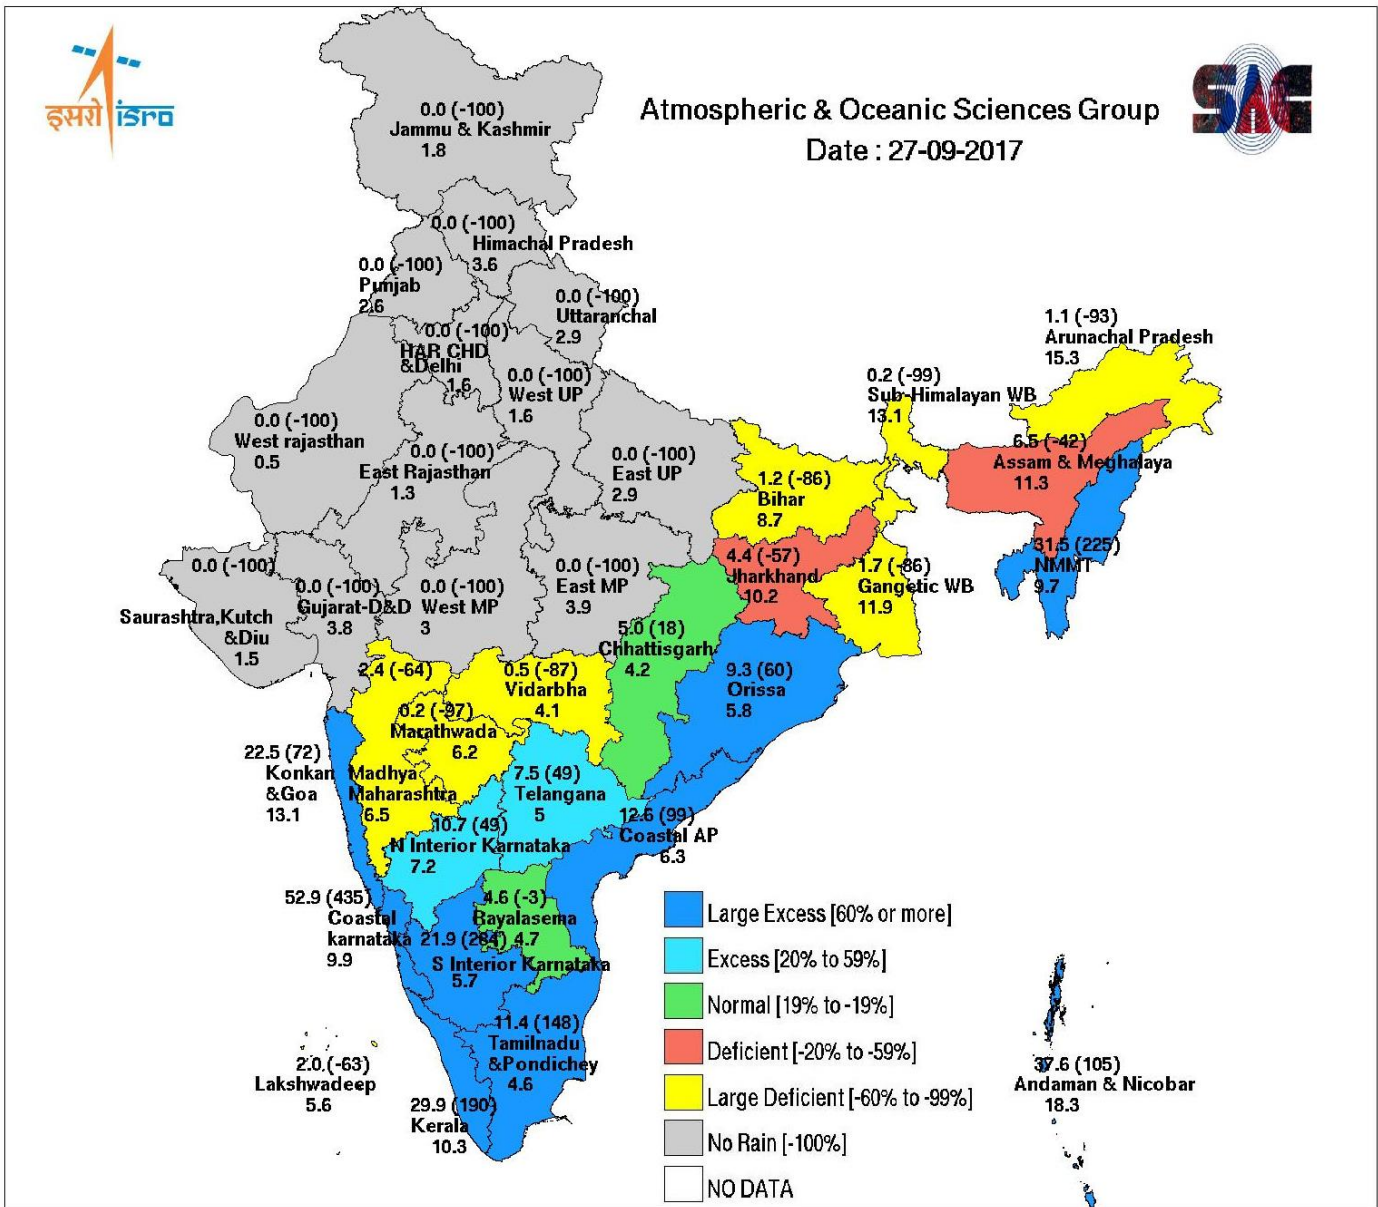 इसरो isro
Atmospheric & Oceanic Sciences Group
Date : 27-09-2017
SAC
0.0 (-100)
Jammu & Kashmir
1.8
0.0 (-100)
Himachal Pradesh
3.6
0.0 (-100)
Punjab
2.6
0.0 (-100)
Uttaranchal
2.9
0.0 (-100)
HAR CHD
&Delhi
1.6
0.0 (-100)
West UP
1.6
0.0 (-100)
West rajasthan
0.5
0.0 (-100)
East Rajasthan
1.3
0.0 (-100)
East UP
2.9
1.2 (-86)
Bihar
8.7
0.2 (-99)
Sub-Himalayan WB
13.1
1.1 (-93)
Arunachal Pradesh
15.3
6.5 (-42)
Assam & Meghalaya
11.3
31.5 (225)
NMMT
9.7
0.0 (-100)
Saurashtra,Kutch
&Diu
1.5
0.0 (-100)
Gujarat-D&D
3.8
0.0 (-100)
West MP
3
0.0 (-100)
East MP
3.9
4.4 (-57)
Jharkhand
10.2
1.7 (-86)
Gangetic WB
11.9
5.0 (18)
Chhattisgarh
4.2
9.3 (60)
Orissa
5.8
2.4 (-64)
Madhya
Maharashtra
6.5
0.2 (-97)
Marathwada
6.2
0.5 (-87)
Vidarbha
4.1
22.5 (72)
Konkan
&Goa
13.1
7.5 (49)
Telangana
5
12.6 (99)
Coastal AP
6.3
10.7 (49)
N Interior Karnataka
7.2
52.9 (435)
Coastal
karnataka
9.9
4.6 (-3)
Rayalasema
4.7
21.9 (284)
S Interior Karnataka
5.7
11.4 (148)
Tamilnadu
&Pondichey
4.6
2.0 (-63)
Lakshwadeep
5.6
29.9 (190)
Kerala
10.3
37.6 (105)
Andaman & Nicobar
18.3
Large Excess [60% or more]
Excess [20% to 59%]
Normal [19% to -19%]
Deficient [-20% to -59%]
Large Deficient [-60% to -99%]
No Rain [-100%]
NO DATA